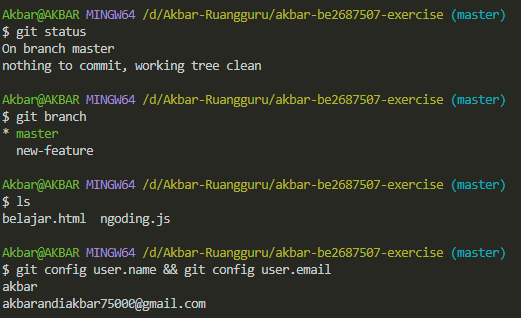 Akbar@AKBAR MINGW64 /d/Akbar-Ruangguru/akbar-be2687507-exercise (master)
$ git status
On branch master
nothing to commit, working tree clean
Akbar@AKBAR MINGW64 /d/Akbar-Ruangguru/akbar-be2687507-exercise (master)
$ git branch
* master
  new-feature
Akbar@AKBAR MINGW64 /d/Akbar-Ruangguru/akbar-be2687507-exercise (master)
$ ls
belajar.html  ngoding.js
Akbar@AKBAR MINGW64 /d/Akbar-Ruangguru/akbar-be2687507-exercise (master)
$ git config user.name && git config user.email
akbar
akbarandiakbar75000@gmail.com